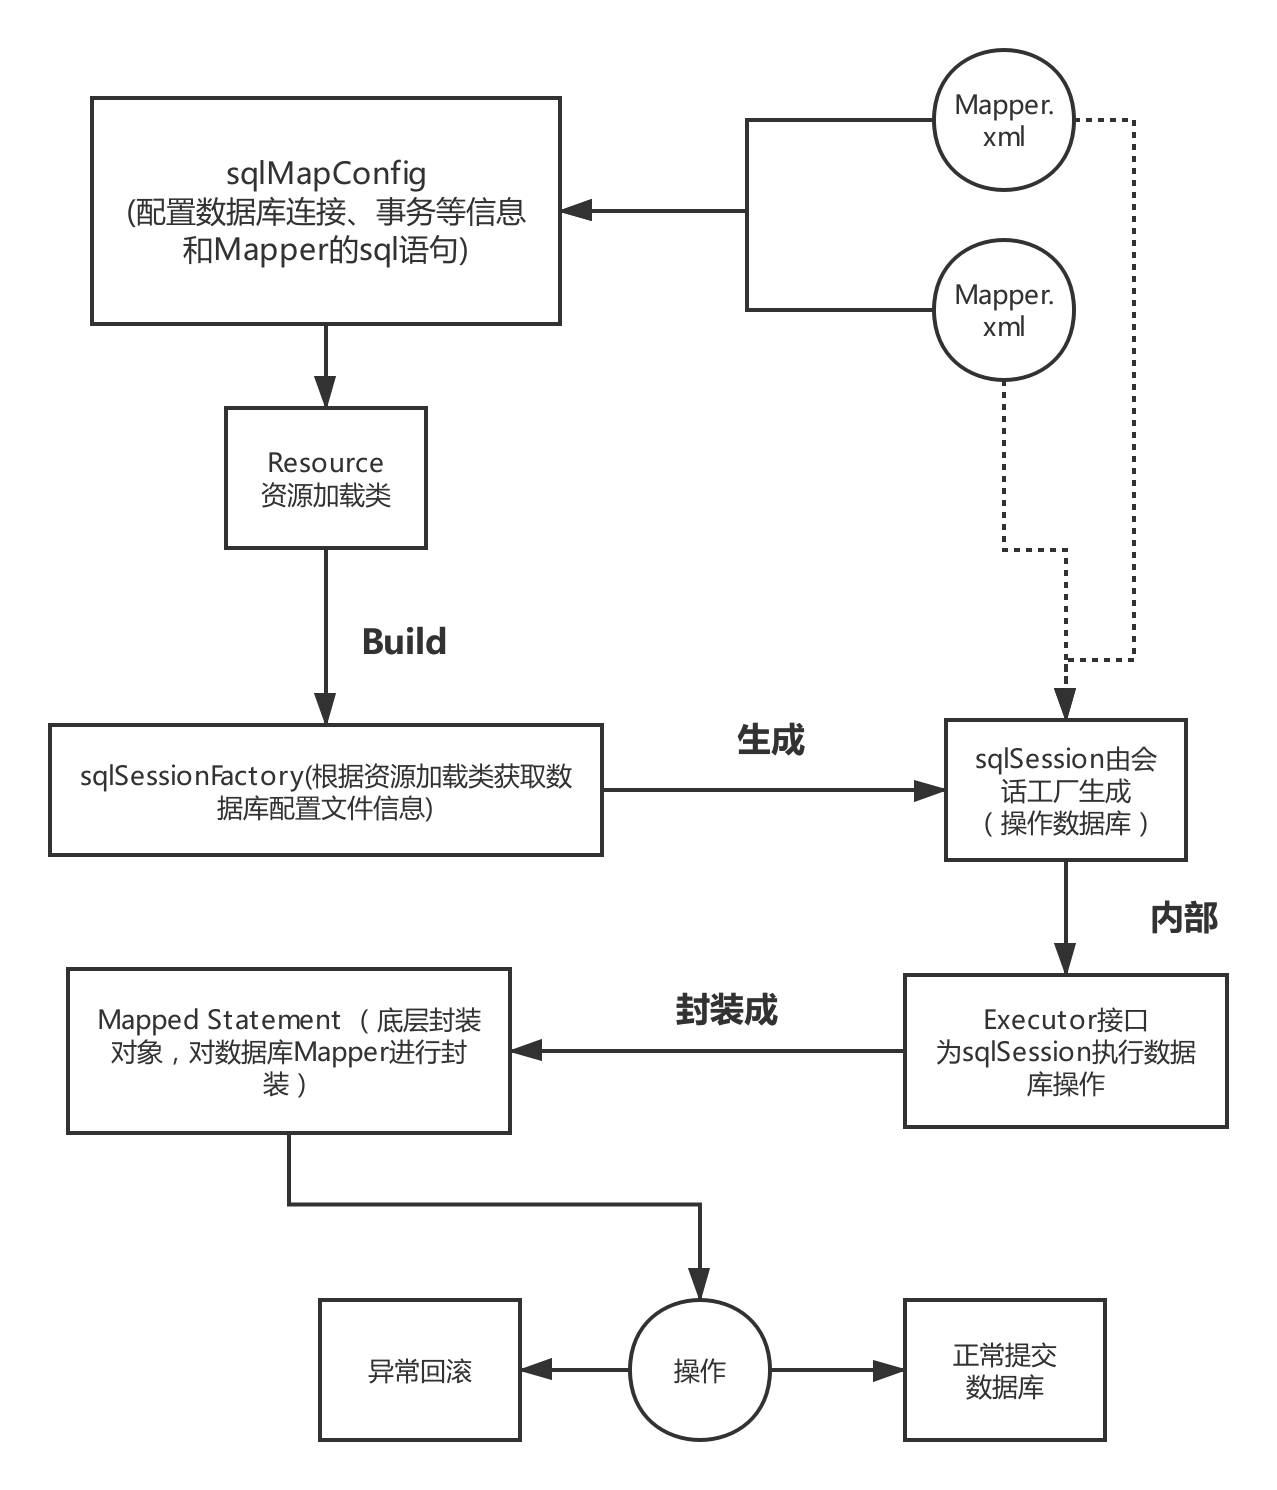 Mapper.
xml
sqlMapConfig
(配置数据库连接、事务等信息
和Mapper的sql语句)
Mapper.
xml
Resource
资源加载类
Build
生成
sqlSessionFactory(根据资源加载类获取数
据库配置文件信息)
sqlSession由会
话工厂生成
（操作数据库）
内部
封装成
Mapped Statement（底层封装
对象，对数据库Mapper进行封
装）
Executor接口
为sqlSession执行数据
库操作
异常回滚
操作
正常提交
数据库